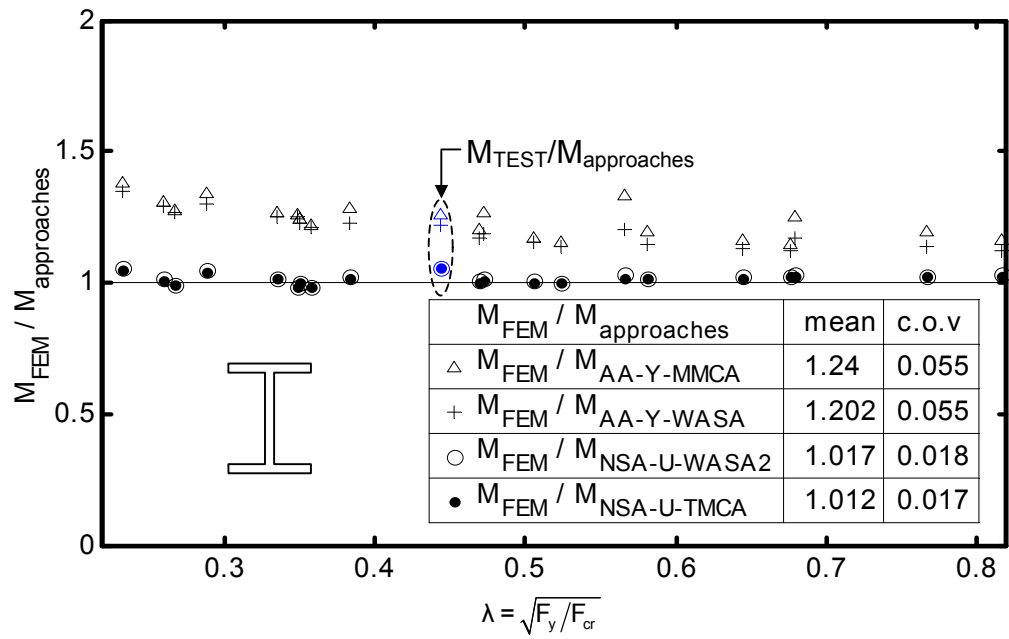 2
1.5
1
0.5
0
M_FEM / M_approaches
M_TEST/M_approaches
M_FEM / M_approaches mean c.o.v
M_FEM / M_AA-Y-MMCA 1.24 0.055
M_FEM / M_AA-Y-WASA 1.202 0.055
M_FEM / M_NSA-U-WASA2 1.017 0.018
M_FEM / M_NSA-U-TMCA 1.012 0.017
0.3 0.4 0.5 0.6 0.7 0.8
λ = √F_y/F_cr